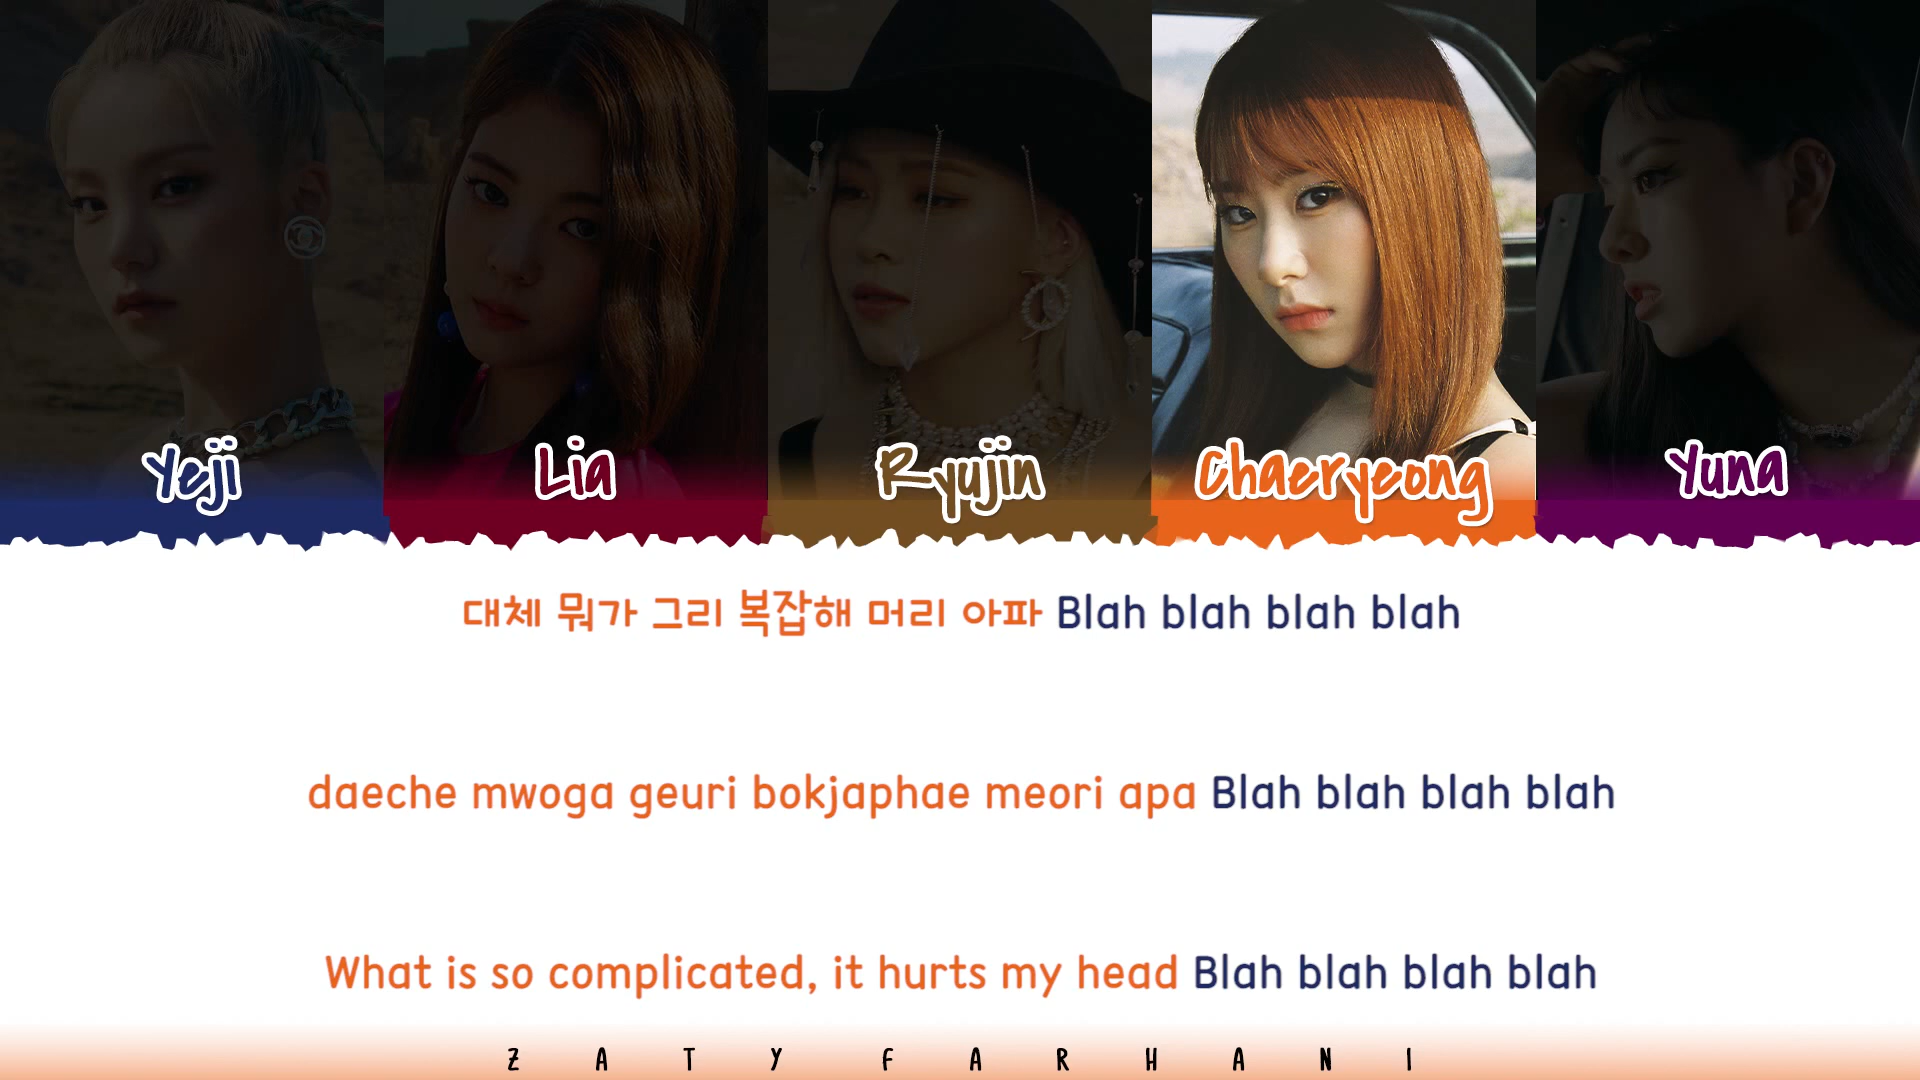 Yeji Lia Ryujin Chaeryeong Yuna
대체 뭐가 그리 복잡해 머리 아파 Blah blah blah blah
daeche mwoga geuri bokjaphae meori apa Blah blah blah blah
What is so complicated, it hurts my head Blah blah blah blah
ZATY FARHANI